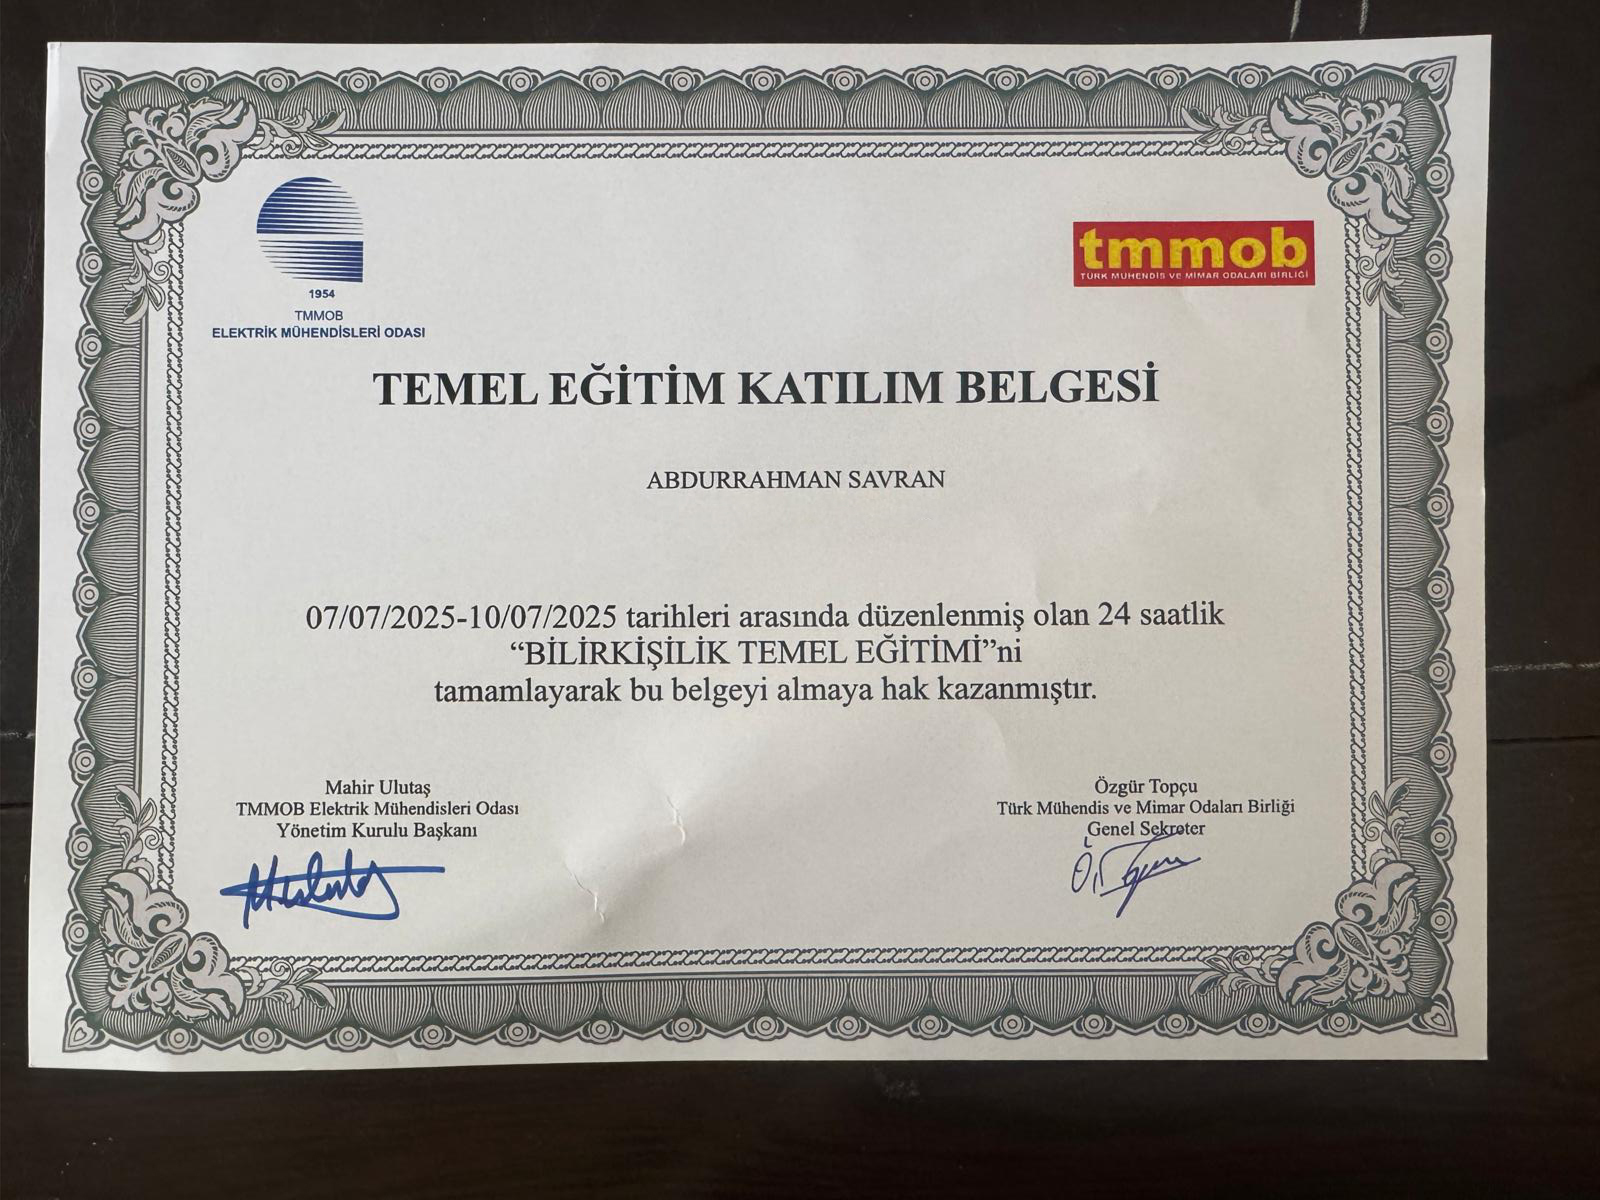 1954
TMMOB
ELEKTRİK MÜHENDİSLERİ ODASI
tmmob
TÜRK MÜHENDİS VE MİMAR ODALARI BİRLİĞİ
TEMEL EĞİTİM KATILIM BELGESİ
ABDURRAHMAN SAVRAN
07/07/2025-10/07/2025 tarihleri arasında düzenlenmiş olan 24 saatlik
“BİLİRKİŞİLİK TEMEL EĞİTİMİ”ni
tamamlayarak bu belgeyi almaya hak kazanmıştır.
Mahir Ulutaş
TMMOB Elektrik Mühendisleri Odası
Yönetim Kurulu Başkanı
Özgür Topçu
Türk Mühendis ve Mimar Odaları Birliği
Genel Sekreter